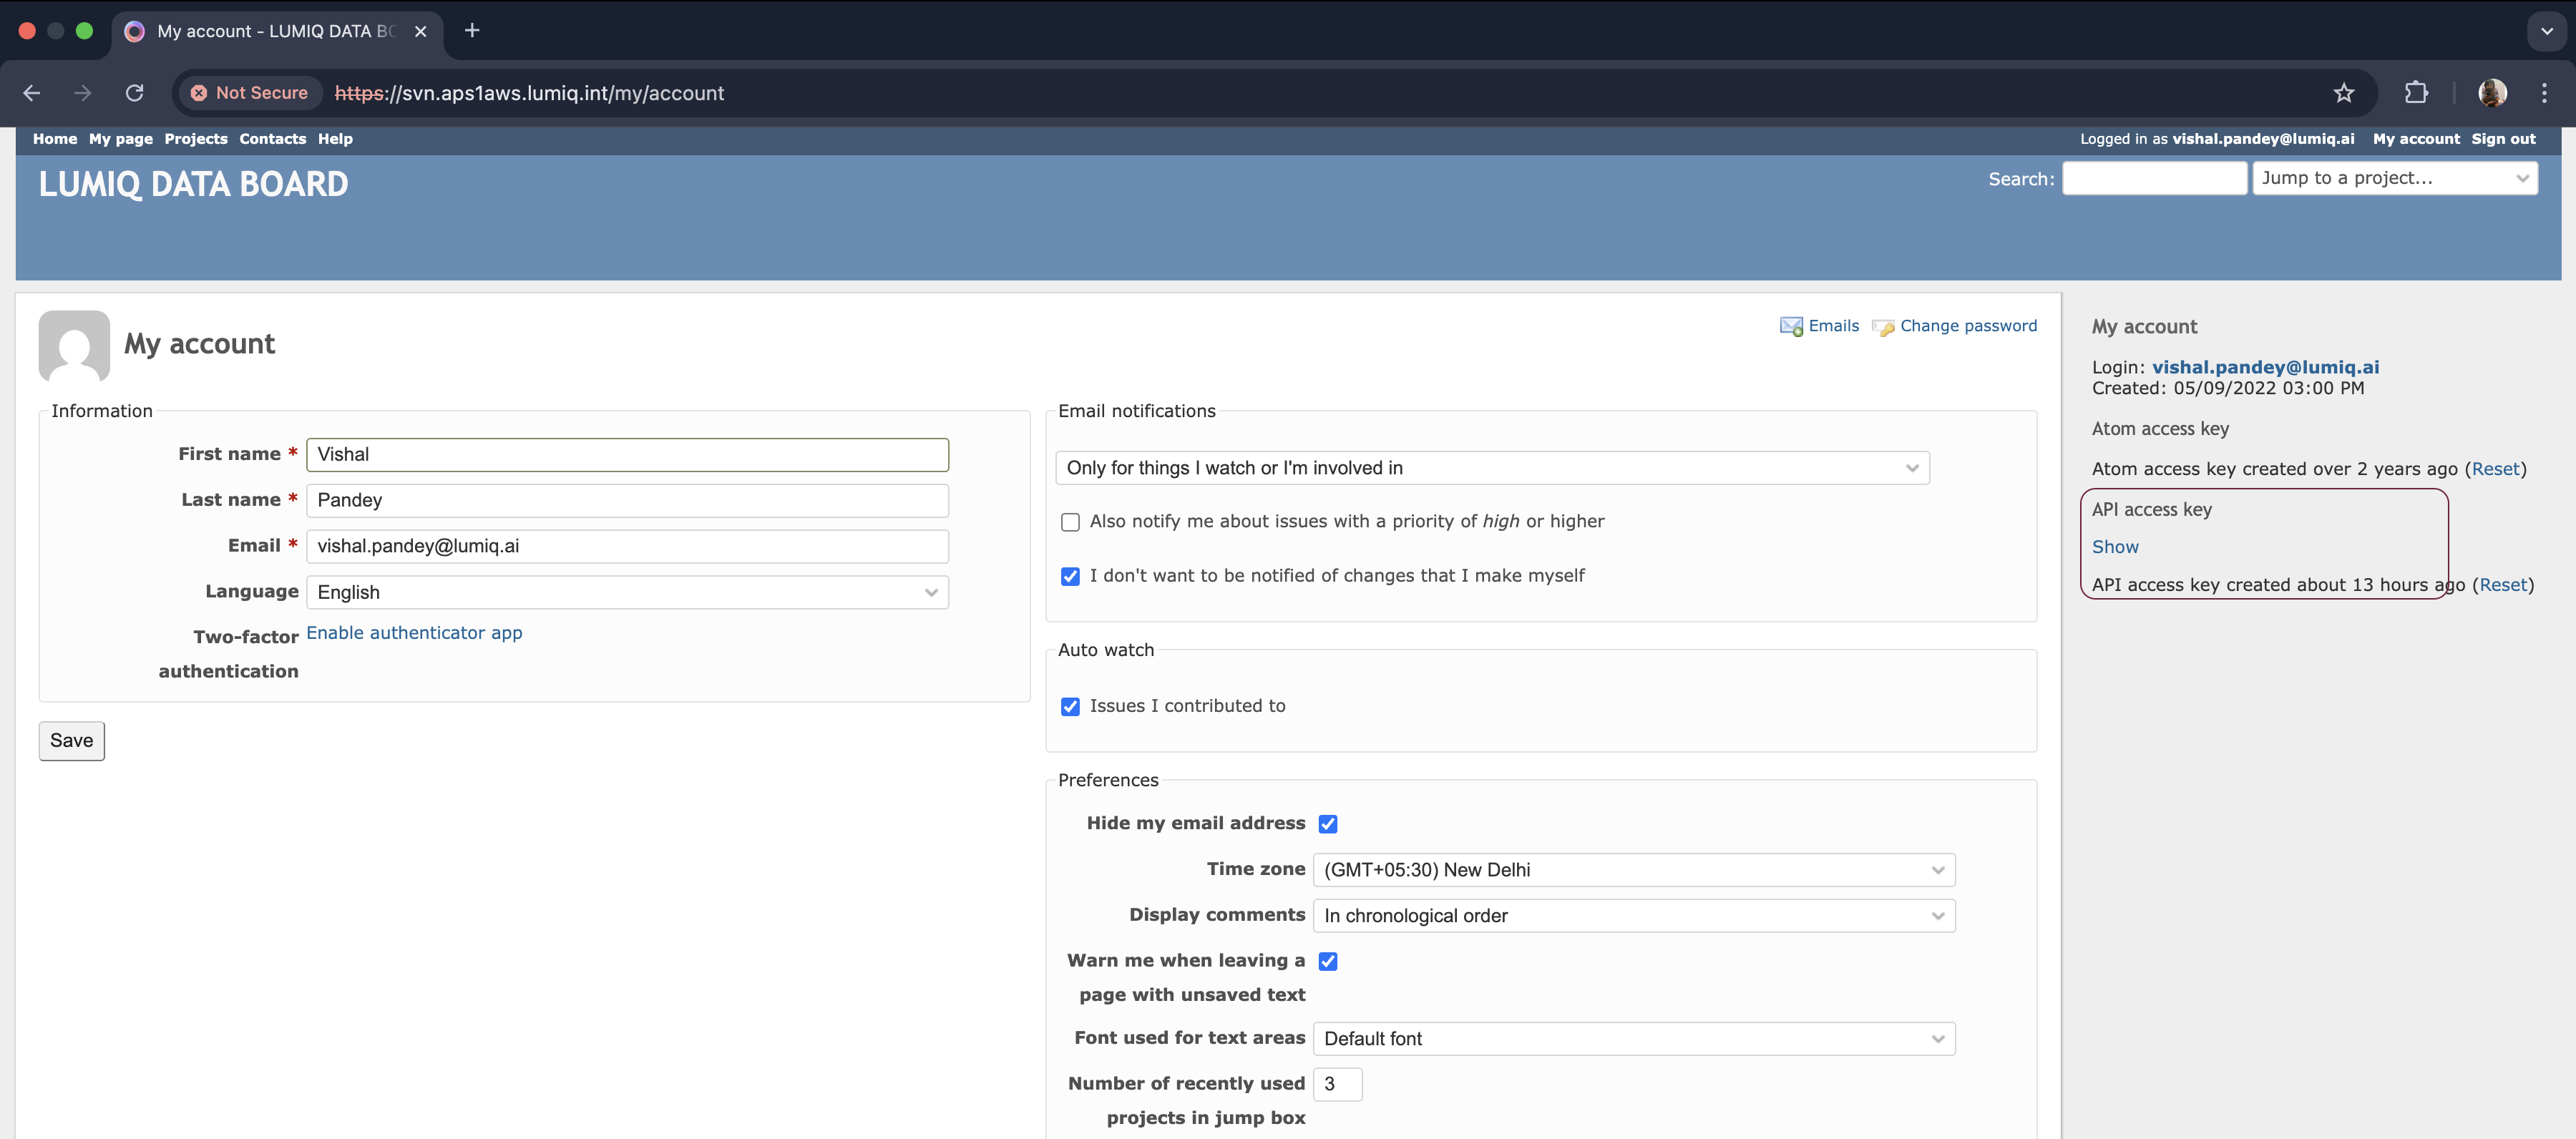 My account - LUMIQ DATA BO
Not Secure https://svn.aps1aws.lumiq.int/my/account
Home My page Projects Contacts Help
Logged in as vishal.pandey@lumiq.ai My account Sign out
LUMIQ DATA BOARD
Search: Jump to a project...
My account
Emails Change password
Information
First name * Vishal
Last name * Pandey
Email * vishal.pandey@lumiq.ai
Language English
Two-factor authentication Enable authenticator app
Save
Email notifications
Only for things I watch or I'm involved in
Also notify me about issues with a priority of high or higher
I don't want to be notified of changes that I make myself
Auto watch
Issues I contributed to
Preferences
Hide my email address
Time zone (GMT+05:30) New Delhi
Display comments In chronological order
Warn me when leaving a
page with unsaved text
Font used for text areas Default font
Number of recently used 3
projects in jump box
My account
Login: vishal.pandey@lumiq.ai
Created: 05/09/2022 03:00 PM
Atom access key
Atom access key created over 2 years ago (Reset)
API access key
Show
API access key created about 13 hours ago (Reset)